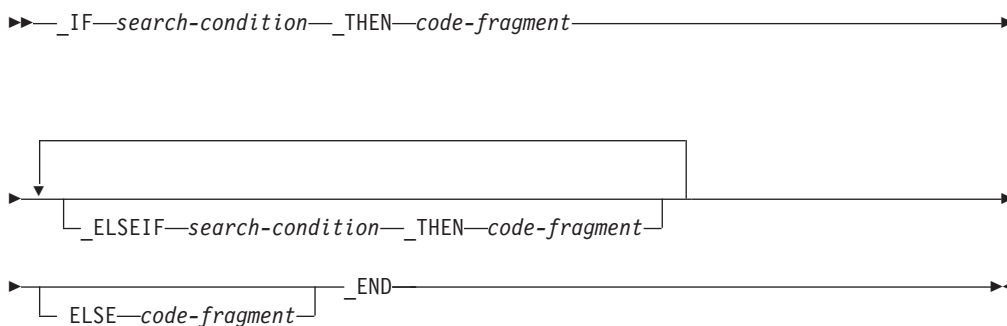 _IF search-condition _THEN code-fragment
_ELSEIF search-condition _THEN code-fragment
_END
ELSE code-fragment